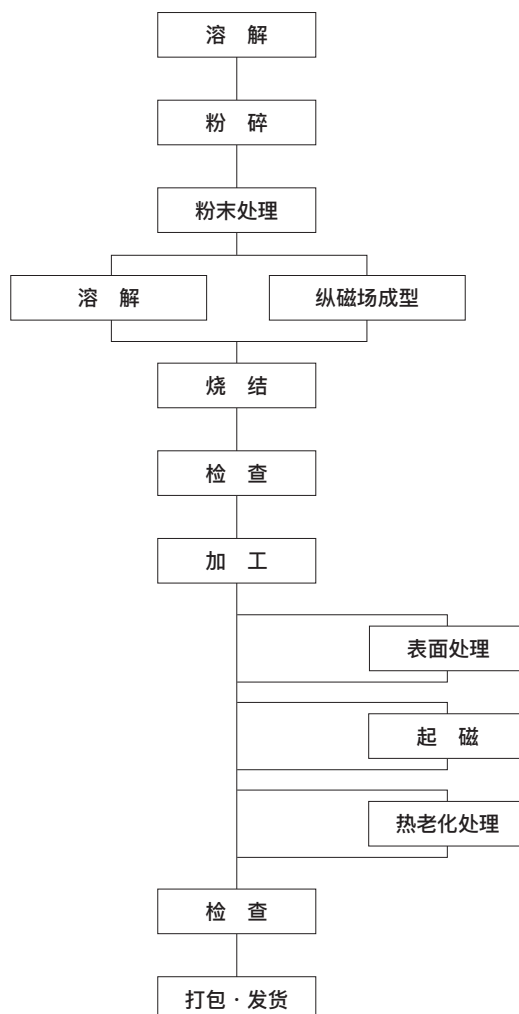 溶 解
粉 碎
粉末处理
溶 解
纵磁场成型
烧 结
检 查
加 工
表面处理
起 磁
热老化处理
检 查
打包·发货